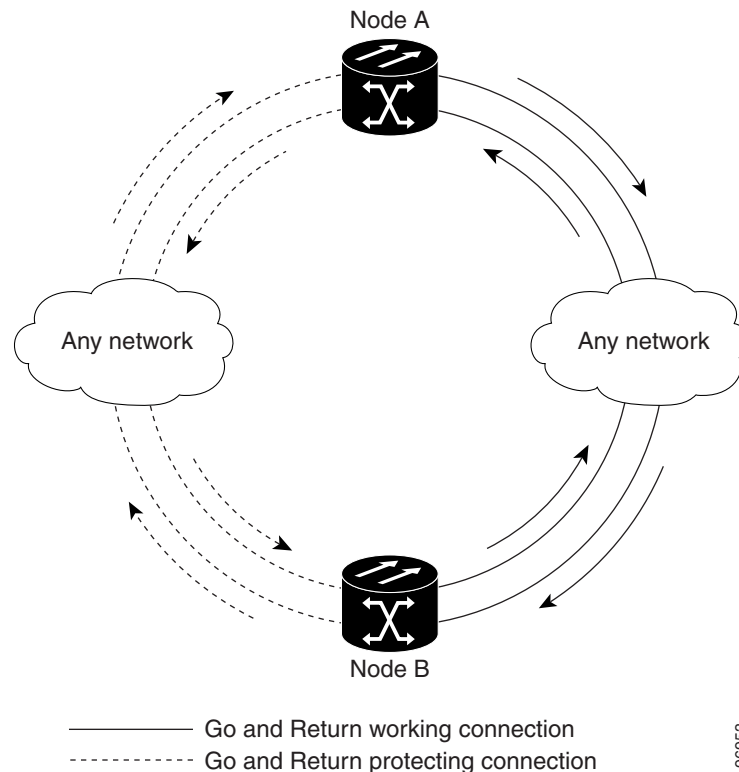 Node A
Any network
Any network
Node B
Go and Return working connection
Go and Return protecting connection